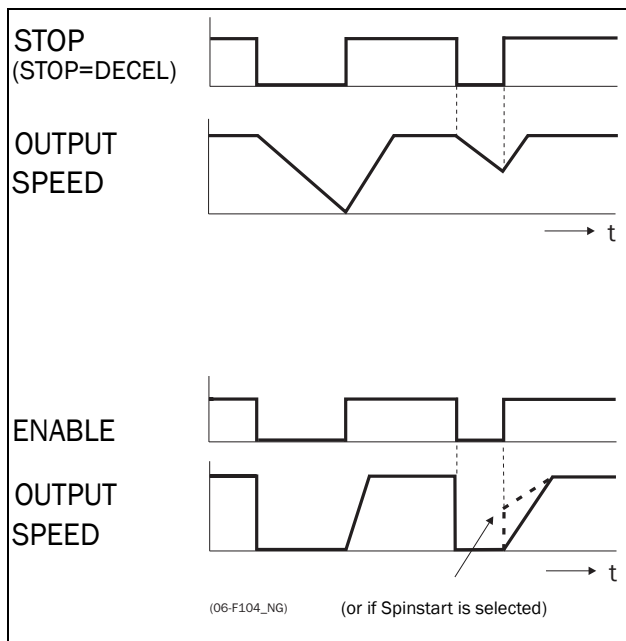 STOP
(STOP=DECEL)
OUTPUT
SPEED
t
ENABLE
OUTPUT
SPEED
t
(06-F104_NG)
(or if Spinstart is selected)